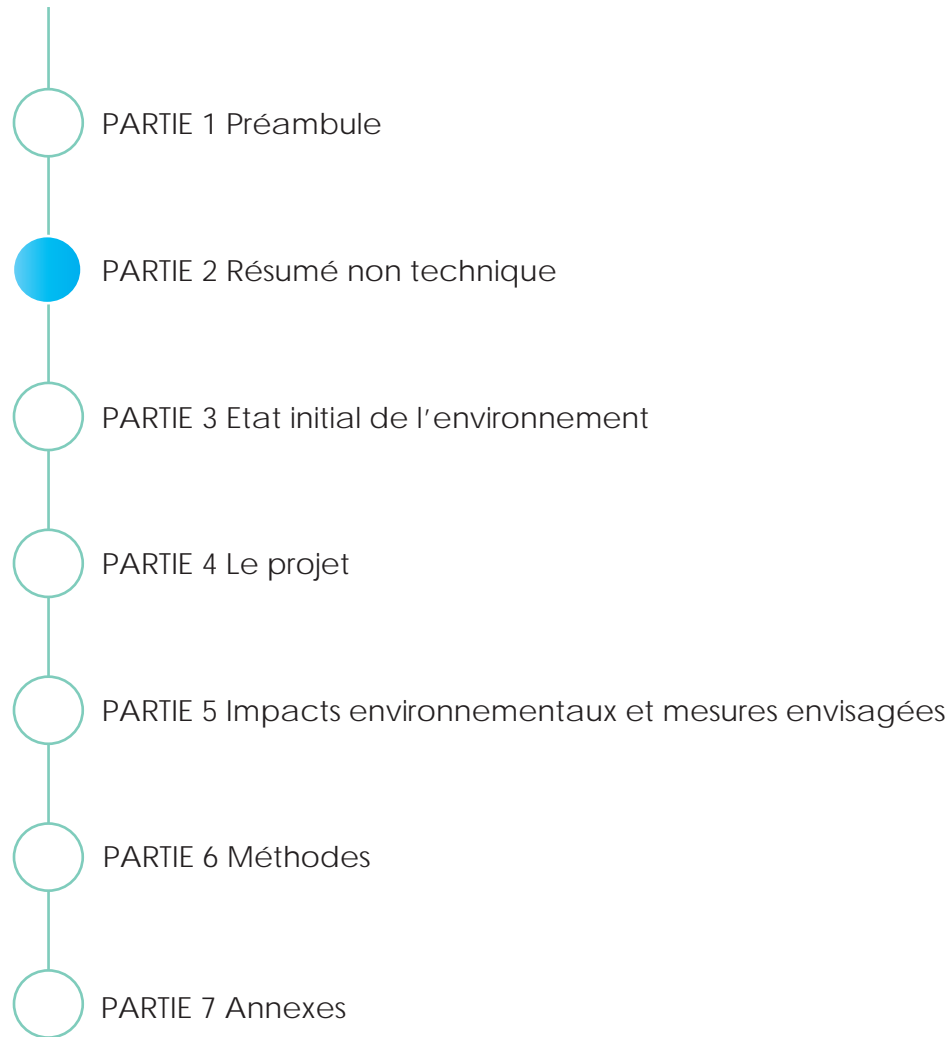 PARTIE 1 Préambule
PARTIE 2 Résumé non technique
PARTIE 3 Etat initial de l’environnement
PARTIE 4 Le projet
PARTIE 5 Impacts environnementaux et mesures envisagées
PARTIE 6 Méthodes
PARTIE 7 Annexes